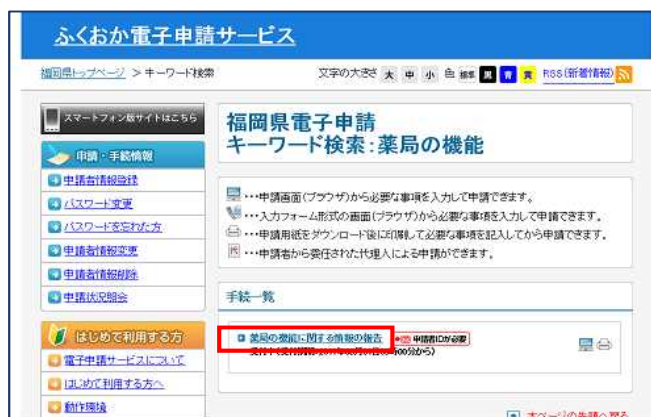 ふくおか電子申請サービス
福岡県トップページ > キーワード検索
文字の大きさ 大 中 小 色 標準 黒 青 黄 RSS(新着情報)
スマートフォン版サイトはこちら
申請・手続情報
申請者情報登録
パスワード変更
パスワードを忘れた方
申請者情報変更
申請者情報削除
申請状況照会
はじめて利用する方
電子申請サービスについて
はじめて利用する方へ
動作環境
福岡県電子申請
キーワード検索:薬局の機能
・・・申請画面(ブラウザ)から必要な事項を入力して申請できます。
・・・入力フォーム形式の画面(ブラウザ)から必要な事項を入力して申請できます。
・・・申請用紙をダウンロード後に印刷して必要な事項を記入してから申請できます。
代 ・・・申請者から委任された代理人による申請ができます。
手続一覧
薬局の機能に関する情報の報告 申請者IDが必要
本ページの先頭へ戻る